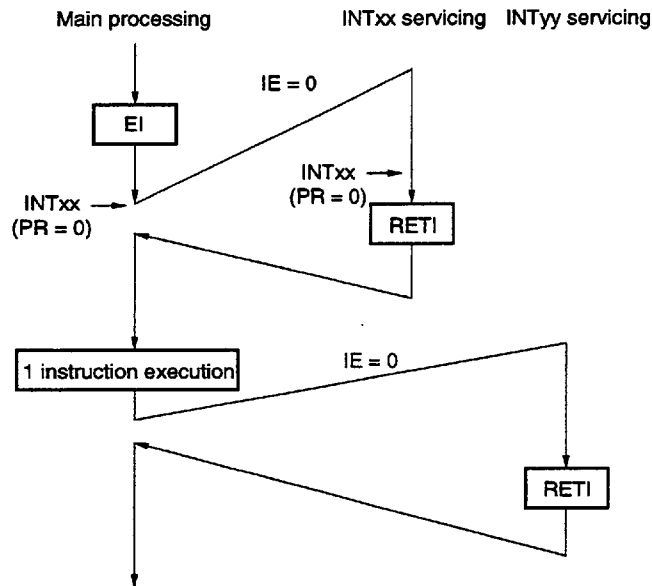 Main processing
INTxx servicing
INTyy servicing
IE = 0
EI
INTxx
(PR = 0)
INTxx
(PR = 0)
RETI
1 instruction execution
IE = 0
RETI